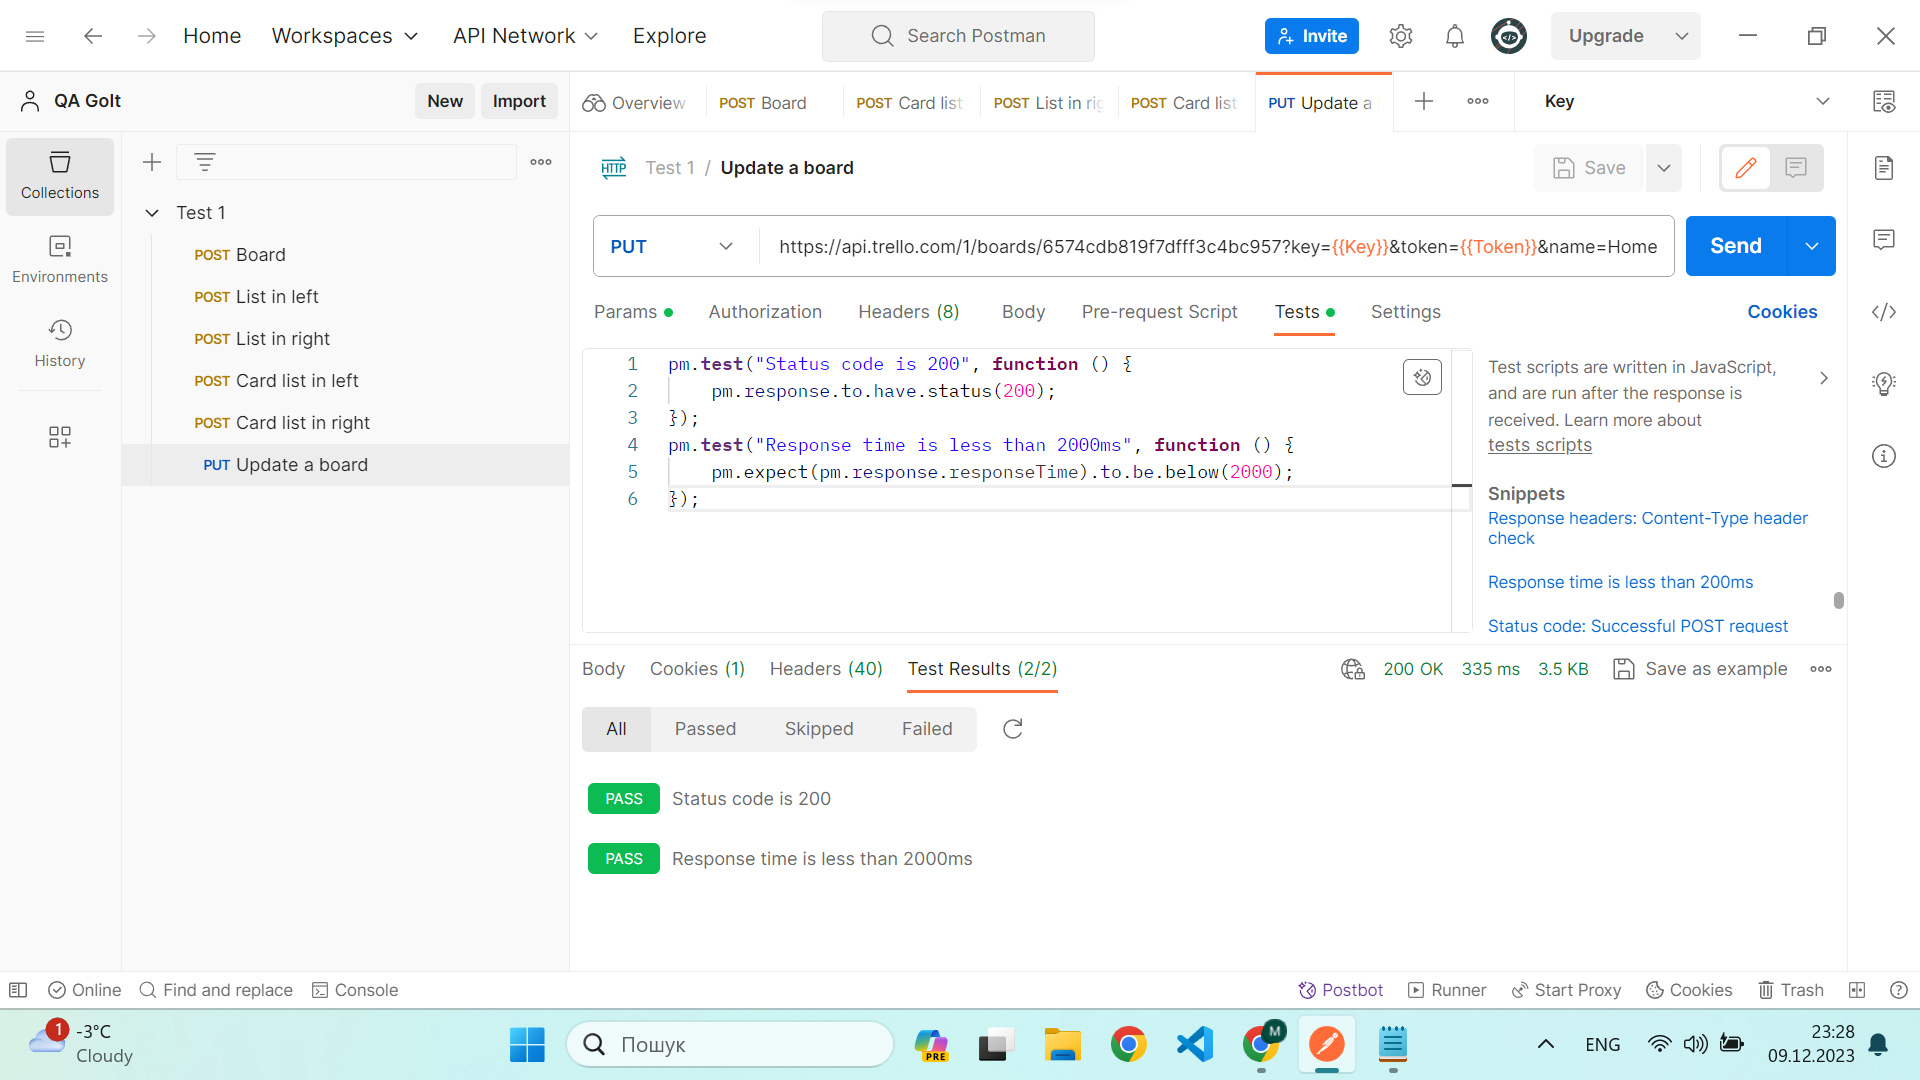 Home
Workspaces
API Network
Explore
Search Postman
Invite
Upgrade
QA GoIt
New
Import
Overview
POST Board
POST Card list
POST List in rig
POST Card list
PUT Update a
Key
Collections
Environments
History
Test 1
POST Board
POST List in left
POST List in right
POST Card list in left
POST Card list in right
PUT Update a board
HTTP
Test 1 / Update a board
Save
PUT
https://api.trello.com/1/boards/6574cdb819f7dfff3c4bc957?key={{Key}}&token={{Token}}&name=Home
Send
Params
Authorization
Headers (8)
Body
Pre-request Script
Tests
Settings
Cookies
1 pm.test("Status code is 200", function () {
2 pm.response.to.have.status(200);
3 });
4 pm.test("Response time is less than 2000ms", function () {
5 pm.expect(pm.response.responseTime).to.be.below(2000);
6 });
Test scripts are written in JavaScript,
and are run after the response is
received. Learn more about
tests scripts
Snippets
Response headers: Content-Type header
check
Response time is less than 200ms
Status code: Successful POST request
Body
Cookies (1)
Headers (40)
Test Results (2/2)
200 OK
335 ms
3.5 KB
Save as example
All
Passed
Skipped
Failed
PASS Status code is 200
PASS Response time is less than 2000ms
Online
Find and replace
Console
Postbot
Runner
Start Proxy
Cookies
Trash
1
-3°C
Cloudy
Пошук
PRE
M
ENG
23:28
09.12.2023